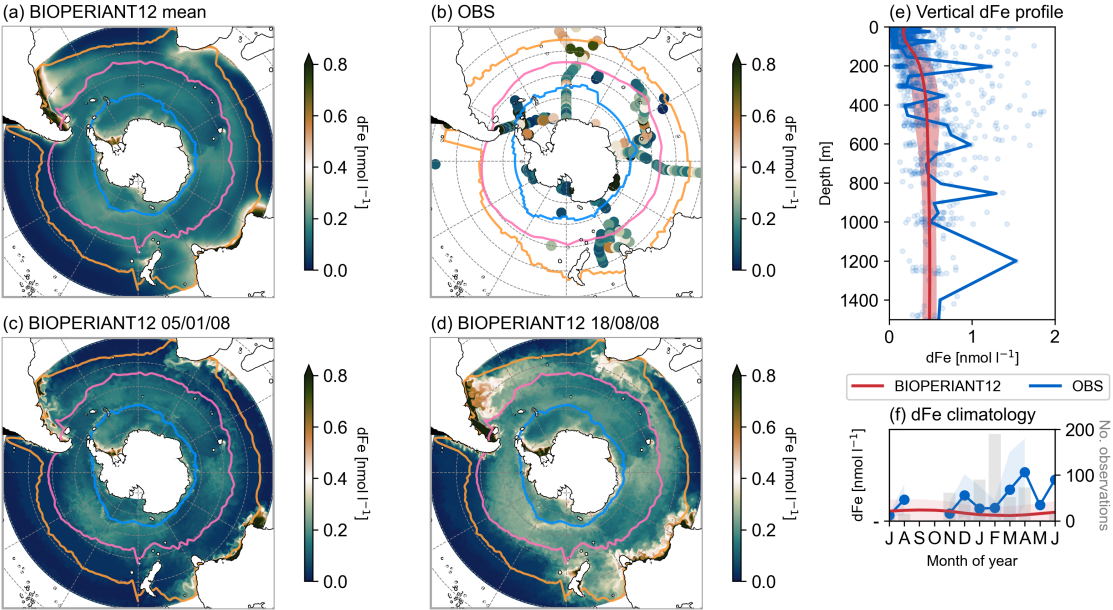 (a) BIOPERIANT12 mean
0.8
0.6
0.4
0.2
0.0
dFe [nmol l⁻¹]
(b) OBS
0.8
0.6
0.4
0.2
0.0
dFe [nmol l⁻¹]
(e) Vertical dFe profile
0
200
400
600
800
1000
1200
1400
Depth [m]
0 1 2
dFe [nmol l⁻¹]
(c) BIOPERIANT12 05/01/08
0.8
0.6
0.4
0.2
0.0
dFe [nmol l⁻¹]
(d) BIOPERIANT12 18/08/08
0.8
0.6
0.4
0.2
0.0
dFe [nmol l⁻¹]
BIOPERIANT12 OBS
(f) dFe climatology
dFe [nmol l⁻¹]
200
100
0
No. observations
J A S O N D J F M A M J
Month of year